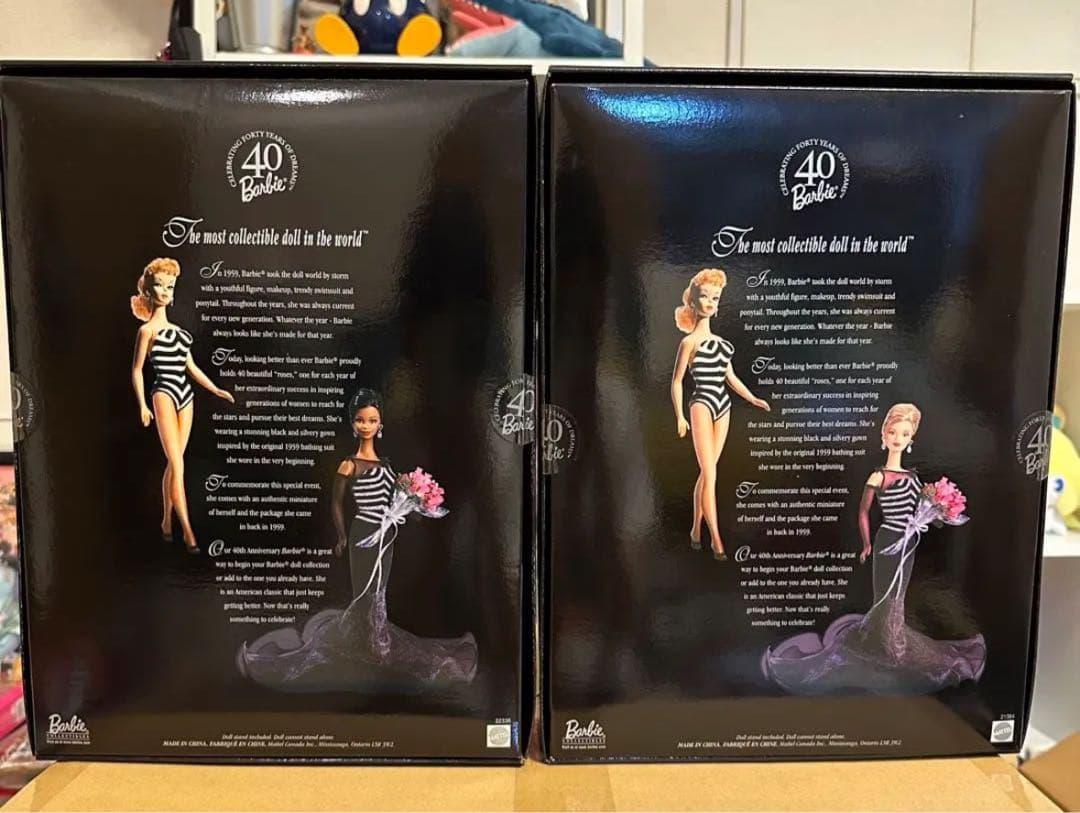 CELEBRATING FORTY YEARS OF DREAMS
40
Barbie®
The most collectible doll in the world™
In 1959, Barbie® took the doll world by storm
with a youthful figure, makeup, trendy swimsuit and
ponytail. Throughout the years, she was always current
for every new generation. Whatever the year - Barbie
always looks like she's made for that year.
Today, looking better than ever Barbie® proudly
holds 40 beautiful "roses," one for each year of
her extraordinary success in inspiring
generations of women to reach for
the stars and pursue their best dreams. She's
wearing a stunning black and silvery gown
inspired by the original 1959 bathing suit
she wore in the very beginning.
To commemorate this special event,
she comes with an authentic miniature
of herself and the package she came
in back in 1959.
Our 40th Anniversary Barbie® is a great
way to begin your Barbie® doll collection
or add to the one you already have. She
is an American classic that just keeps
getting better. Now that's really
something to celebrate!
Barbie
COLLECTIBLES
Doll stand included. Doll cannot stand alone.
MADE IN CHINA. FABRIQUÉ EN CHINE. Mattel Canada Inc., Mississauga, Ontario L5R 3W2.
22336
MATTEL
CELEBRATING FORTY YEARS OF DREAMS
40
Barbie®
The most collectible doll in the world™
In 1959, Barbie® took the doll world by storm
with a youthful figure, makeup, trendy swimsuit and
ponytail. Throughout the years, she was always current
for every new generation. Whatever the year - Barbie
always looks like she's made for that year.
Today, looking better than ever Barbie® proudly
holds 40 beautiful "roses," one for each year of
her extraordinary success in inspiring
generations of women to reach for
the stars and pursue their best dreams. She's
wearing a stunning black and silvery gown
inspired by the original 1959 bathing suit
she wore in the very beginning.
To commemorate this special event,
she comes with an authentic miniature
of herself and the package she came
in back in 1959.
Our 40th Anniversary Barbie® is a great
way to begin your Barbie® doll collection
or add to the one you already have. She
is an American classic that just keeps
getting better. Now that's really
something to celebrate!
Barbie
COLLECTIBLES
Doll stand included. Doll cannot stand alone.
MADE IN CHINA. FABRIQUÉ EN CHINE. Mattel Canada Inc., Mississauga, Ontario L5R 3W2.
21384
MATTEL